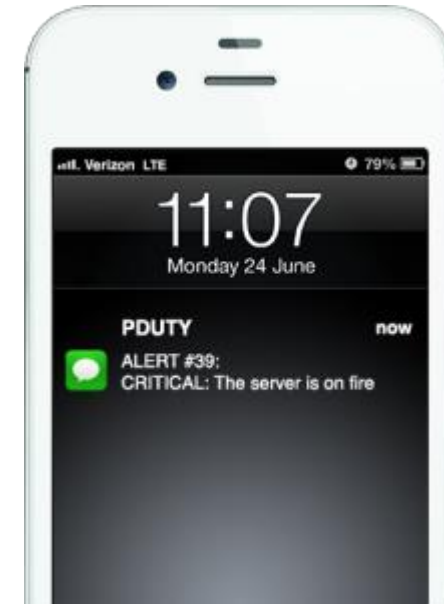 Verizon LTE
79%
11:07
Monday 24 June
PDUTY
now
ALERT #39:
CRITICAL: The server is on fire